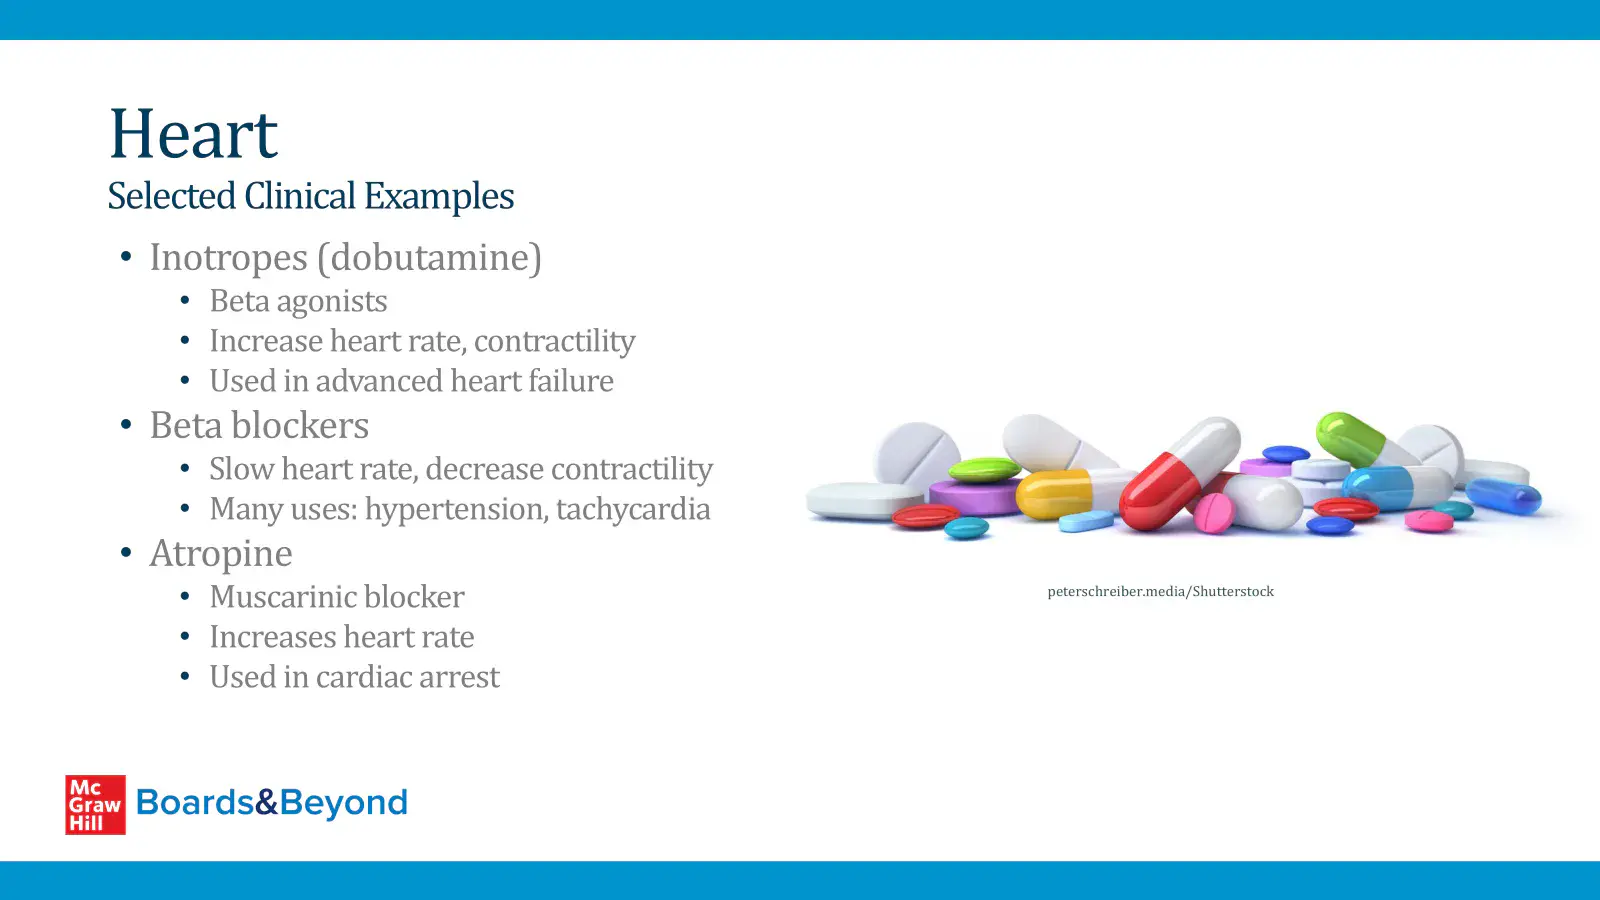 Heart
Selected Clinical Examples
• Inotropes (dobutamine)
• Beta agonists
• Increase heart rate, contractility
• Used in advanced heart failure
• Beta blockers
• Slow heart rate, decrease contractility
• Many uses: hypertension, tachycardia
• Atropine
• Muscarinic blocker
• Increases heart rate
• Used in cardiac arrest
peterschreiber.media/Shutterstock
Mc
Graw
Hill
Boards&Beyond